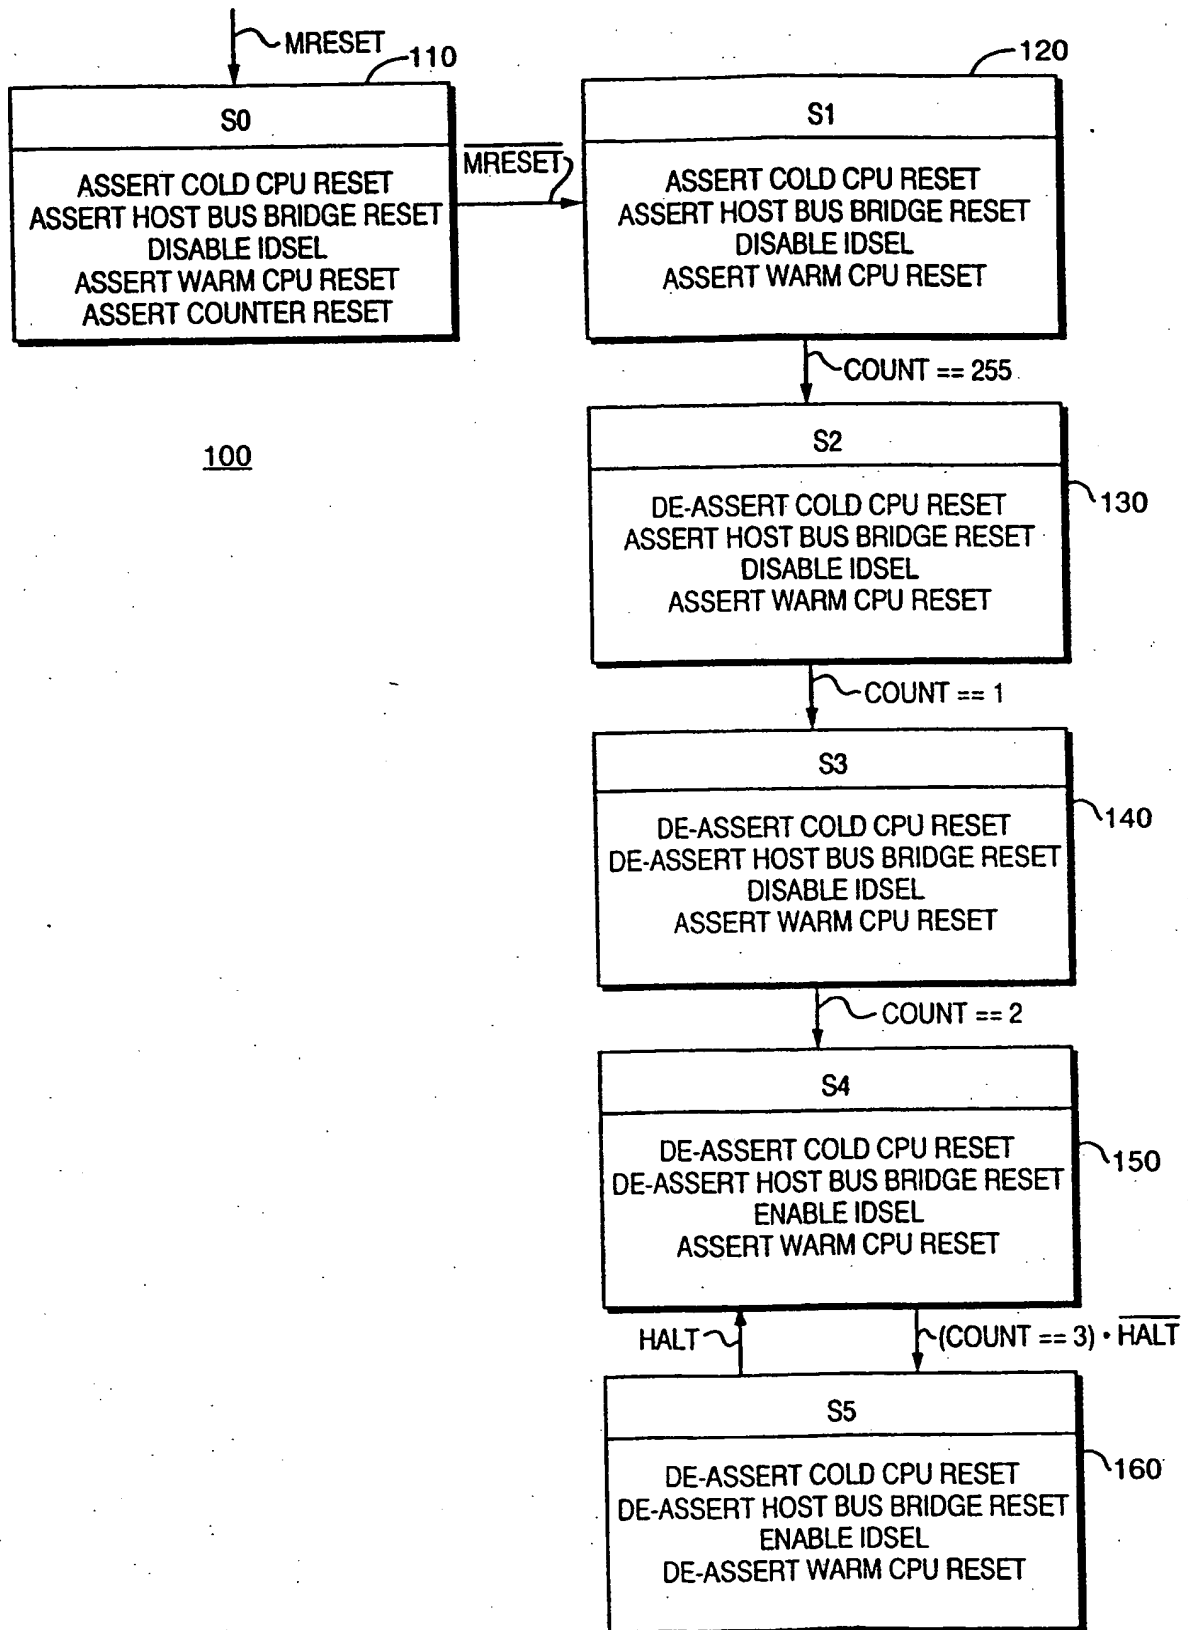 MRESET
110
S0
ASSERT COLD CPU RESET
ASSERT HOST BUS BRIDGE RESET
DISABLE IDSEL
ASSERT WARM CPU RESET
ASSERT COUNTER RESET
MRESET
120
S1
ASSERT COLD CPU RESET
ASSERT HOST BUS BRIDGE RESET
DISABLE IDSEL
ASSERT WARM CPU RESET
COUNT == 255
100
S2
130
DE-ASSERT COLD CPU RESET
ASSERT HOST BUS BRIDGE RESET
DISABLE IDSEL
ASSERT WARM CPU RESET
COUNT == 1
S3
140
DE-ASSERT COLD CPU RESET
DE-ASSERT HOST BUS BRIDGE RESET
DISABLE IDSEL
ASSERT WARM CPU RESET
COUNT == 2
S4
150
DE-ASSERT COLD CPU RESET
DE-ASSERT HOST BUS BRIDGE RESET
ENABLE IDSEL
ASSERT WARM CPU RESET
HALT
(COUNT == 3) • HALT
S5
160
DE-ASSERT COLD CPU RESET
DE-ASSERT HOST BUS BRIDGE RESET
ENABLE IDSEL
DE-ASSERT WARM CPU RESET